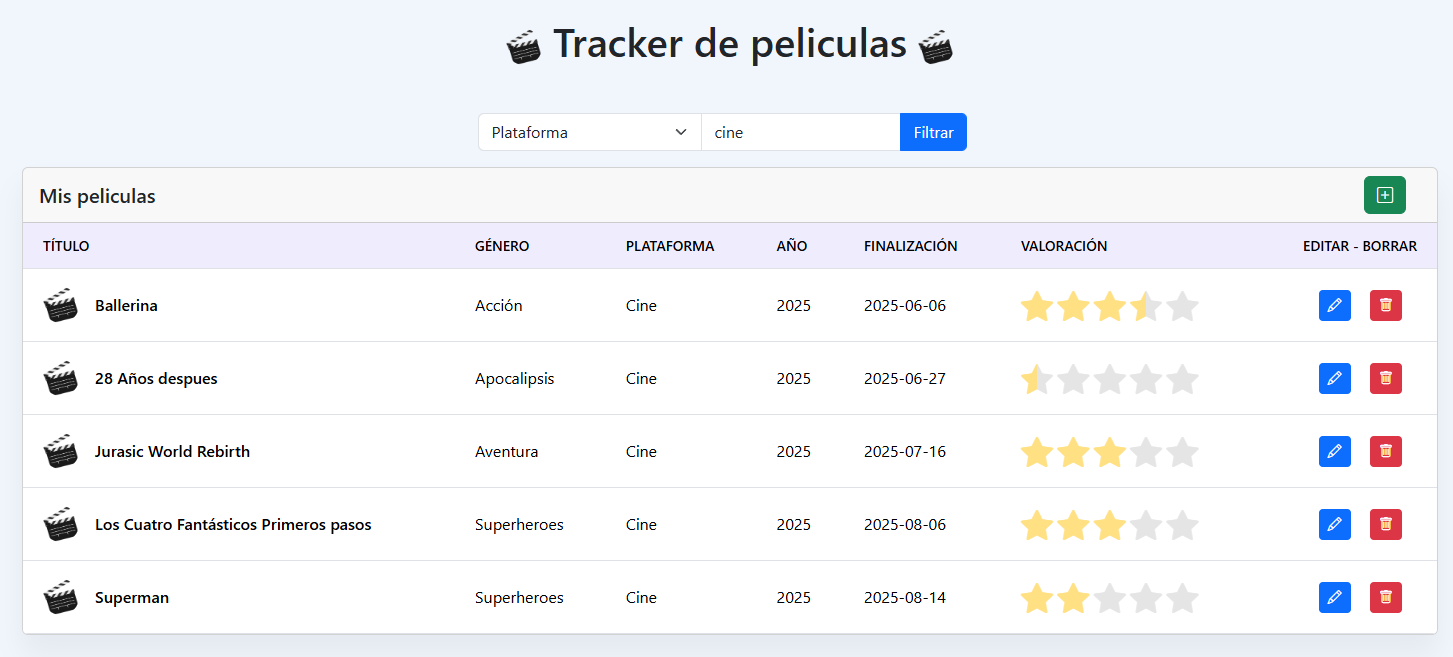 Tracker de peliculas
Plataforma cine Filtrar
Mis peliculas
TÍTULO GÉNERO PLATAFORMA AÑO FINALIZACIÓN VALORACIÓN EDITAR - BORRAR
Ballerina Acción Cine 2025 2025-06-06
28 Años despues Apocalipsis Cine 2025 2025-06-27
Jurasic World Rebirth Aventura Cine 2025 2025-07-16
Los Cuatro Fantásticos Primeros pasos Superheroes Cine 2025 2025-08-06
Superman Superheroes Cine 2025 2025-08-14